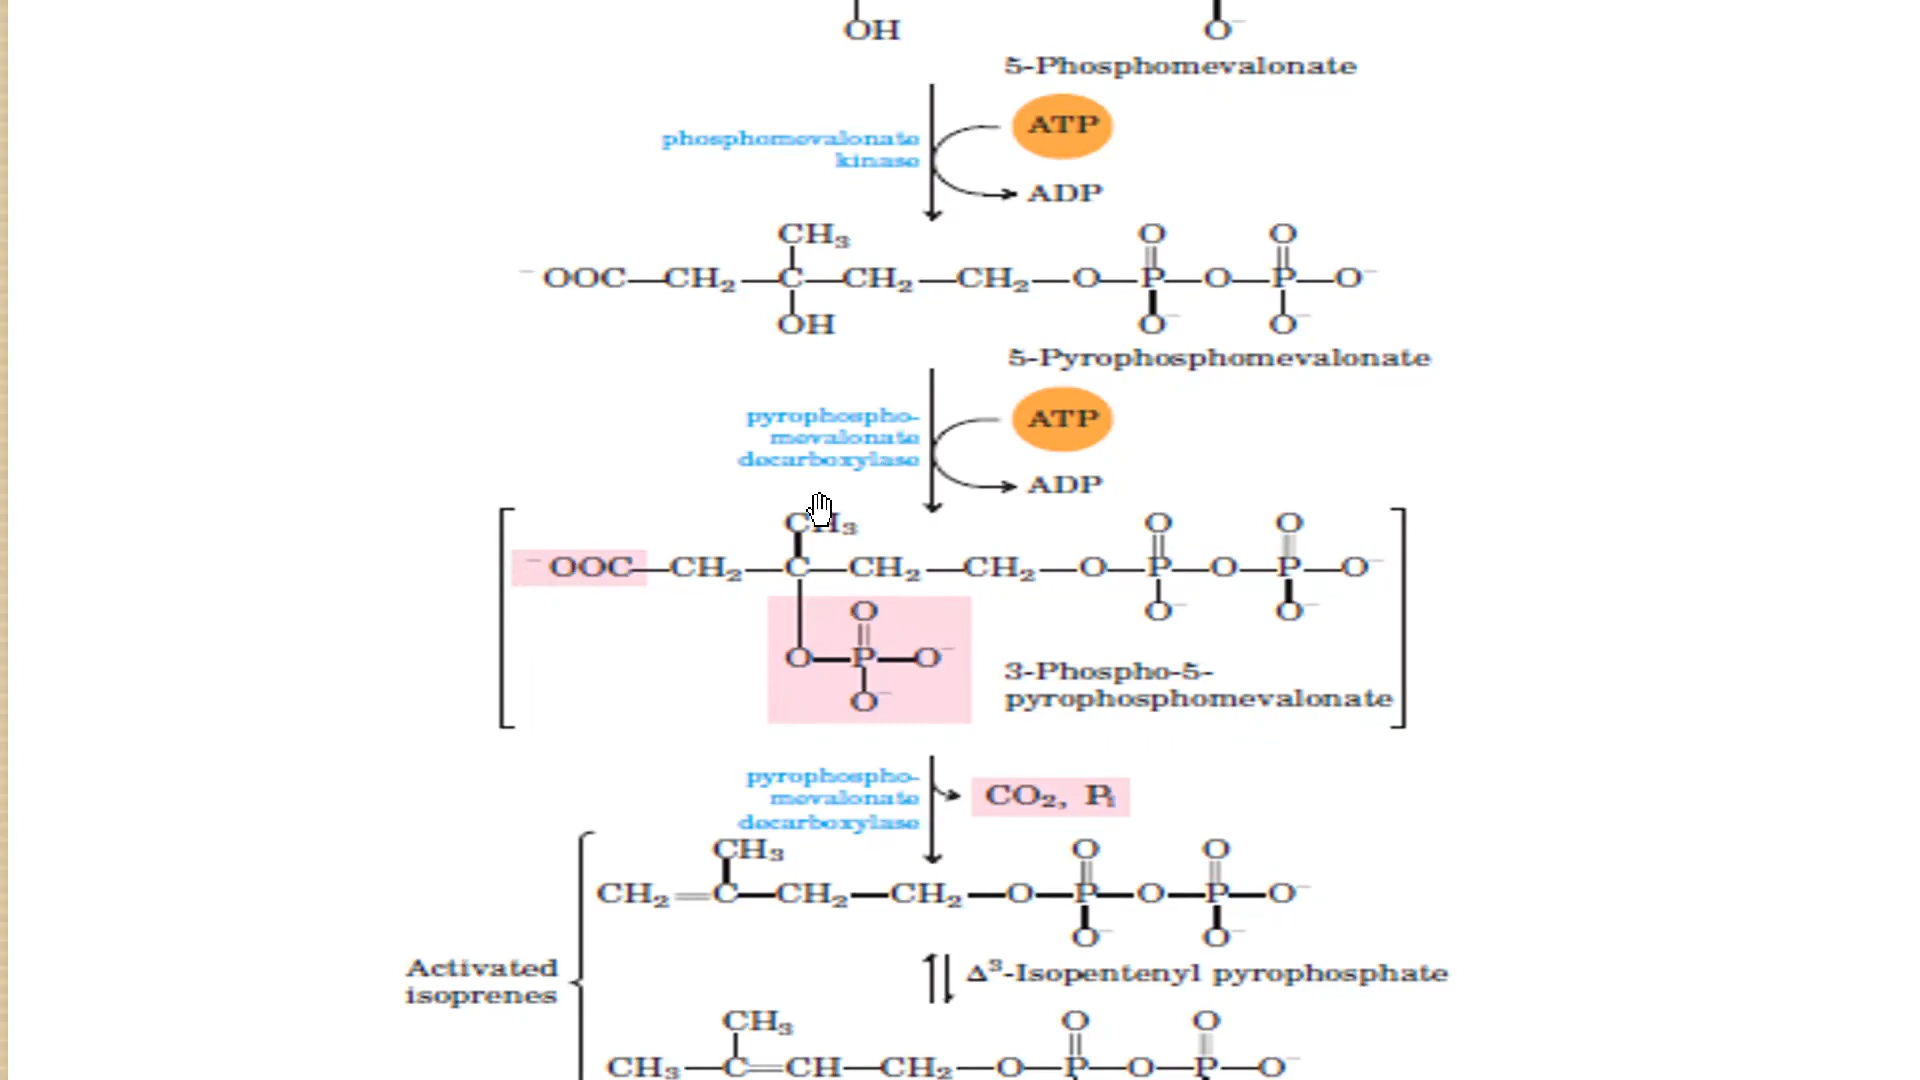 OH O⁻
5-Phosphomevalonate
ATP
phosphomevalonate
kinase
ADP
CH₃ O O
⁻OOC—CH₂—C—CH₂—CH₂—O—P—O—P—O⁻
OH O⁻ O⁻
5-Pyrophosphomevalonate
ATP
pyrophospho-
mevalonate
decarboxylase
ADP
CH₃ O O
⁻OOC—CH₂—C—CH₂—CH₂—O—P—O—P—O⁻
O O⁻ O⁻
O—P—O⁻
O⁻
3-Phospho-5-
pyrophosphomevalonate
pyrophospho-
mevalonate
decarboxylase
CO₂, Pᵢ
CH₃ O O
CH₂=C—CH₂—CH₂—O—P—O—P—O⁻
O⁻ O⁻
Activated
isoprenes
Δ³-Isopentenyl pyrophosphate
CH₃ O O
CH₃—C=CH—CH₂—O—P—O—P—O⁻